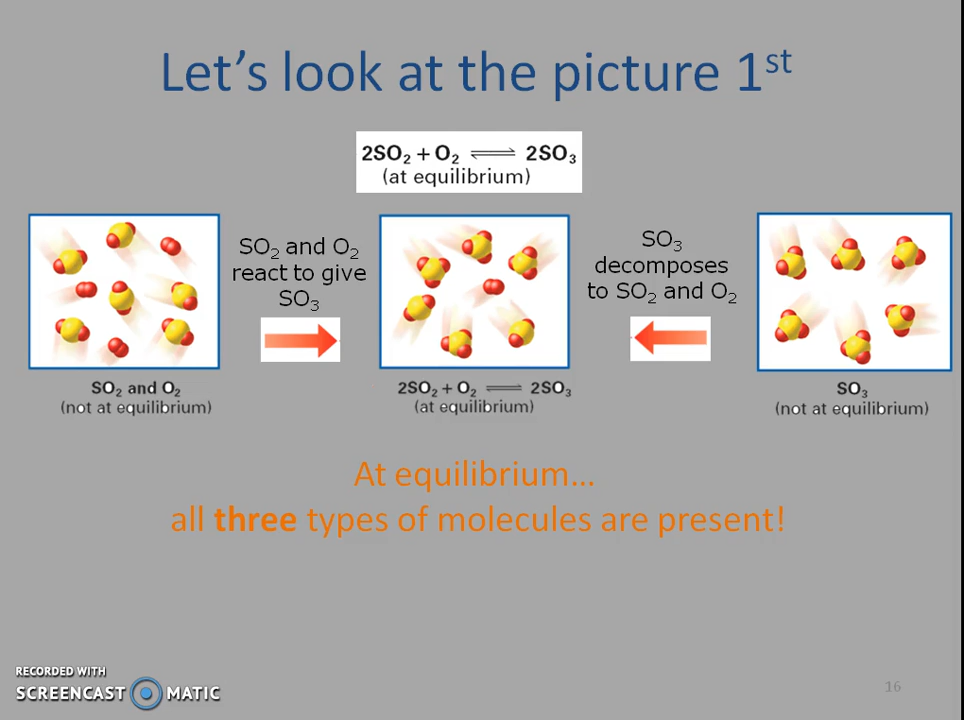 Let's look at the picture 1st
2SO2 + O2 ⇌ 2SO3
(at equilibrium)
SO2 and O2
react to give
SO3
SO3
decomposes
to SO2 and O2
SO2 and O2
(not at equilibrium)
2SO2 + O2 ⇌ 2SO3
(at equilibrium)
SO3
(not at equilibrium)
At equilibrium...
all three types of molecules are present!
RECORDED WITH
SCREENCAST MATIC
16